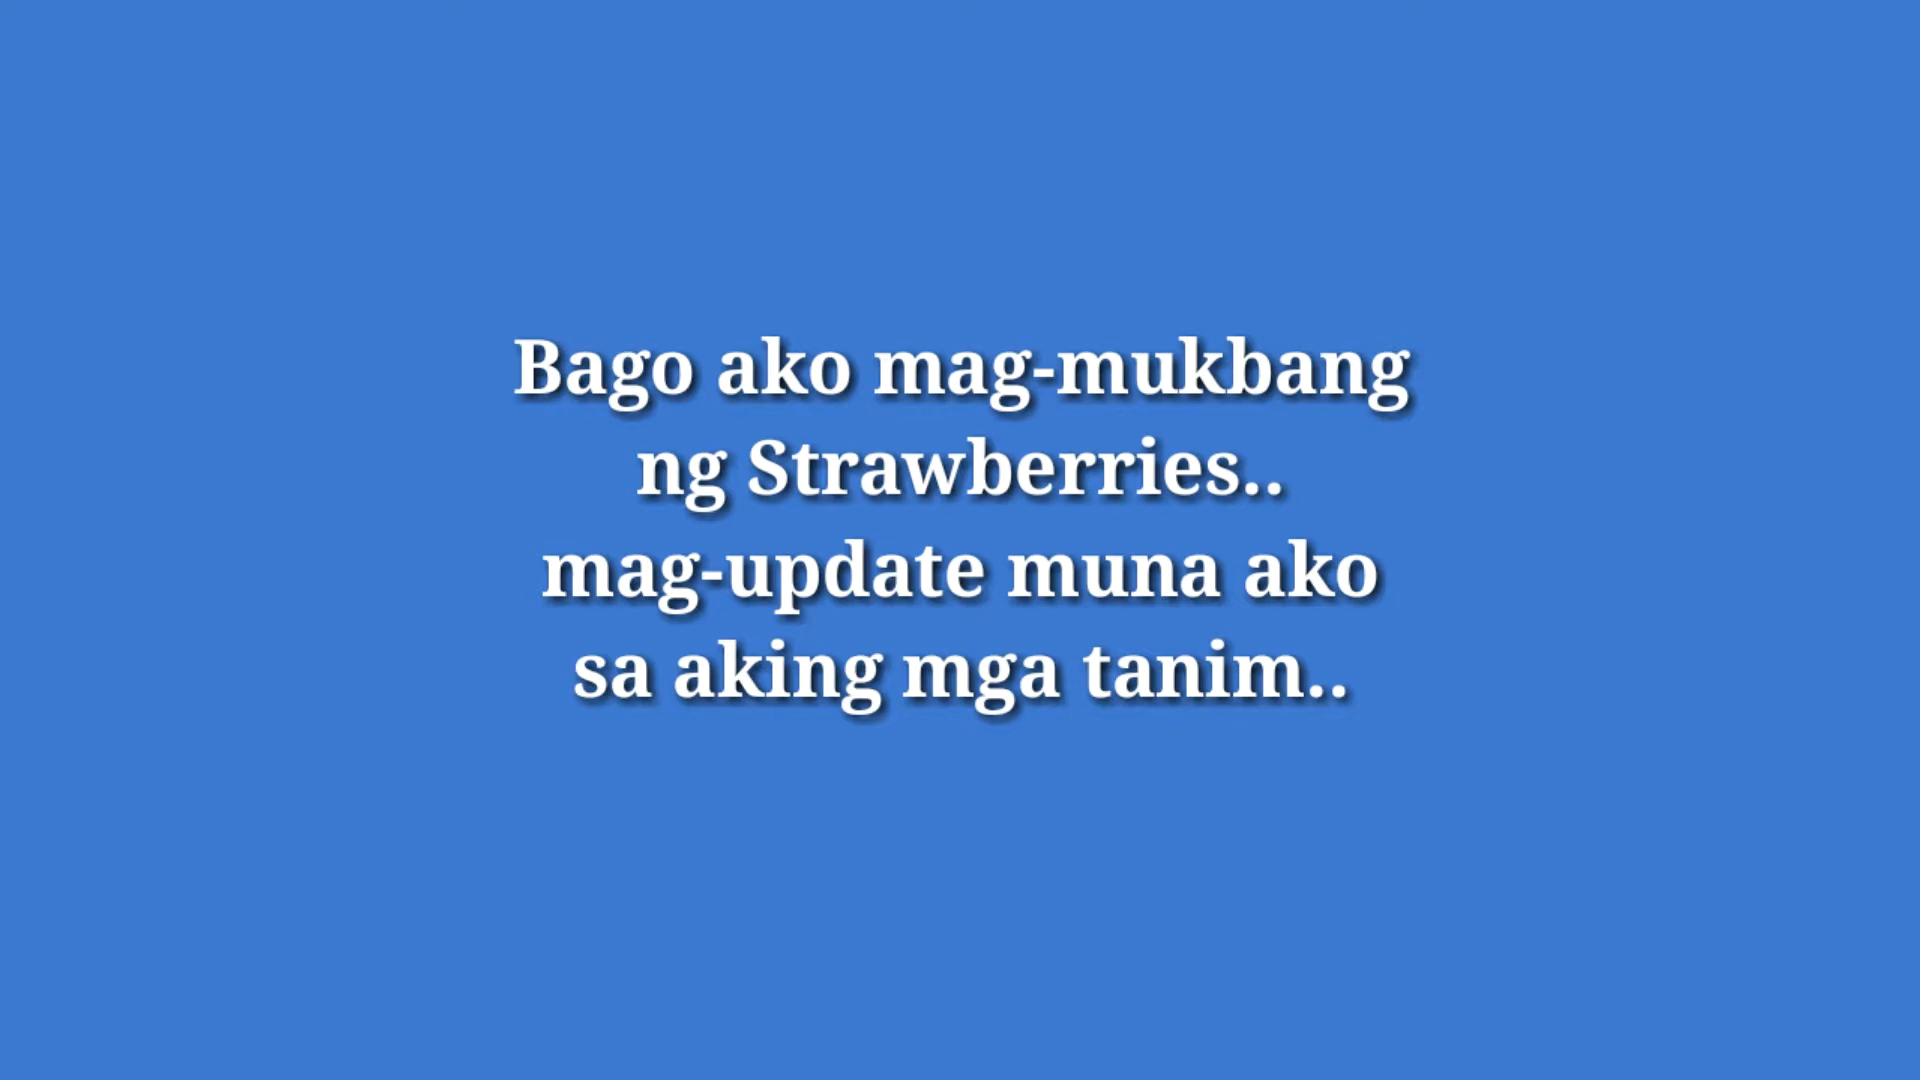 Bago ako mag-mukbang
ng Strawberries..
mag-update muna ako
sa aking mga tanim..